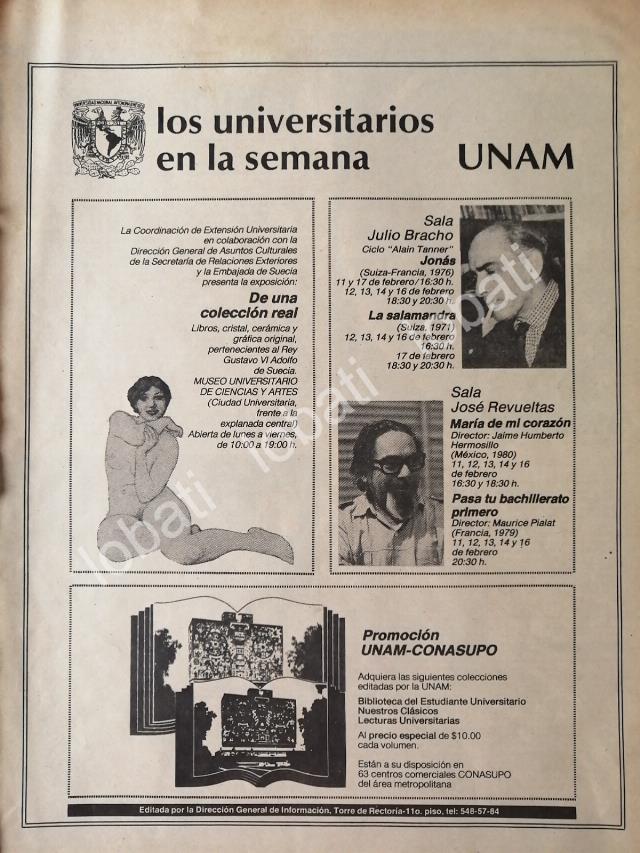 los universitarios
en la semana
UNAM
La Coordinación de Extensión Universitaria
en colaboración con la
Dirección General de Asuntos Culturales
de la Secretaría de Relaciones Exteriores
y la Embajada de Suecia
presenta la exposición:
De una
colección real
Libros, cristal, cerámica y
gráfica original,
pertenecientes al Rey
Gustavo VI Adolfo
de Suecia.
MUSEO UNIVERSITARIO
DE CIENCIAS Y ARTES
(Ciudad Universitaria,
frente a la
explanada central)
Abierta de lunes a viernes,
de 10:00 a 19:00 h.
Sala
Julio Bracho
Ciclo "Alain Tanner"
Jonás
(Suiza-Francia, 1976)
11 y 17 de febrero/16:30 h.
12, 13, 14 y 16 de febrero
18:30 y 20:30 h.
La salamandra
(Suiza, 1971)
12, 13, 14 y 16 de febrero
16:30 h.
17 de febrero
18:30 y 20:30 h.
Sala
José Revueltas
María de mi corazón
Director: Jaime Humberto
Hermosillo
(México, 1980)
11, 12, 13, 14 y 16
de febrero
16:30 y 18:30 h.
Pasa tu bachillerato
primero
Director: Maurice Pialat
(Francia, 1979)
11, 12, 13, 14 y 16
de febrero
20:30 h.
Promoción
UNAM-CONASUPO
Adquiera las siguientes colecciones
editadas por la UNAM:
Biblioteca del Estudiante Universitario
Nuestros Clásicos
Lecturas Universitarias
Al precio especial de $10.00
cada volumen.
Están a su disposición en
63 centros comerciales CONASUPO
del área metropolitana
Editada por la Dirección General de Información, Torre de Rectoría-11o. piso, tel: 548-57-84
lobati
lobati
lobati
lobati
lobati